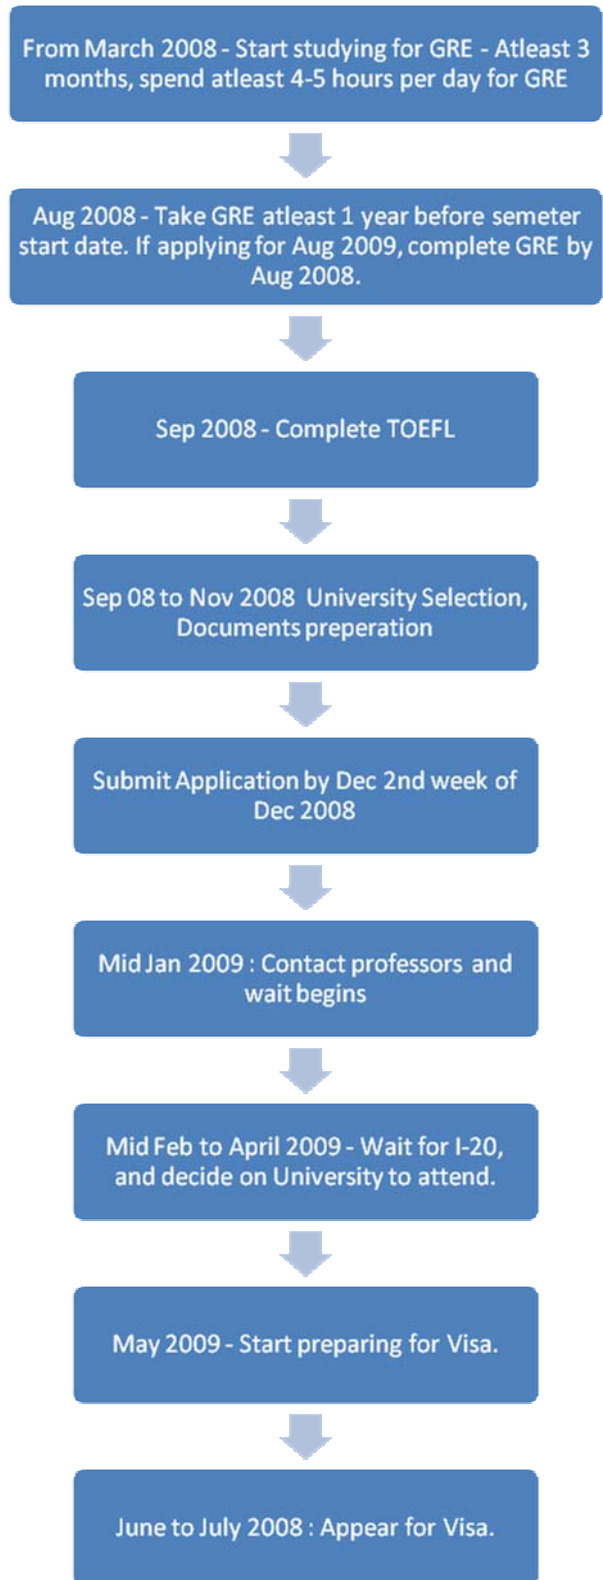 From March 2008 - Start studying for GRE - Atleast 3
months, spend atleast 4-5 hours per day for GRE
Aug 2008 - Take GRE atleast 1 year before semeter
start date. If applying for Aug 2009, complete GRE by
Aug 2008.
Sep 2008 - Complete TOEFL
Sep 08 to Nov 2008 University Selection,
Documents preperation
Submit Application by Dec 2nd week of
Dec 2008
Mid Jan 2009 : Contact professors and
wait begins
Mid Feb to April 2009 - Wait for I-20,
and decide on University to attend.
May 2009 - Start preparing for Visa.
June to July 2008 : Appear for Visa.